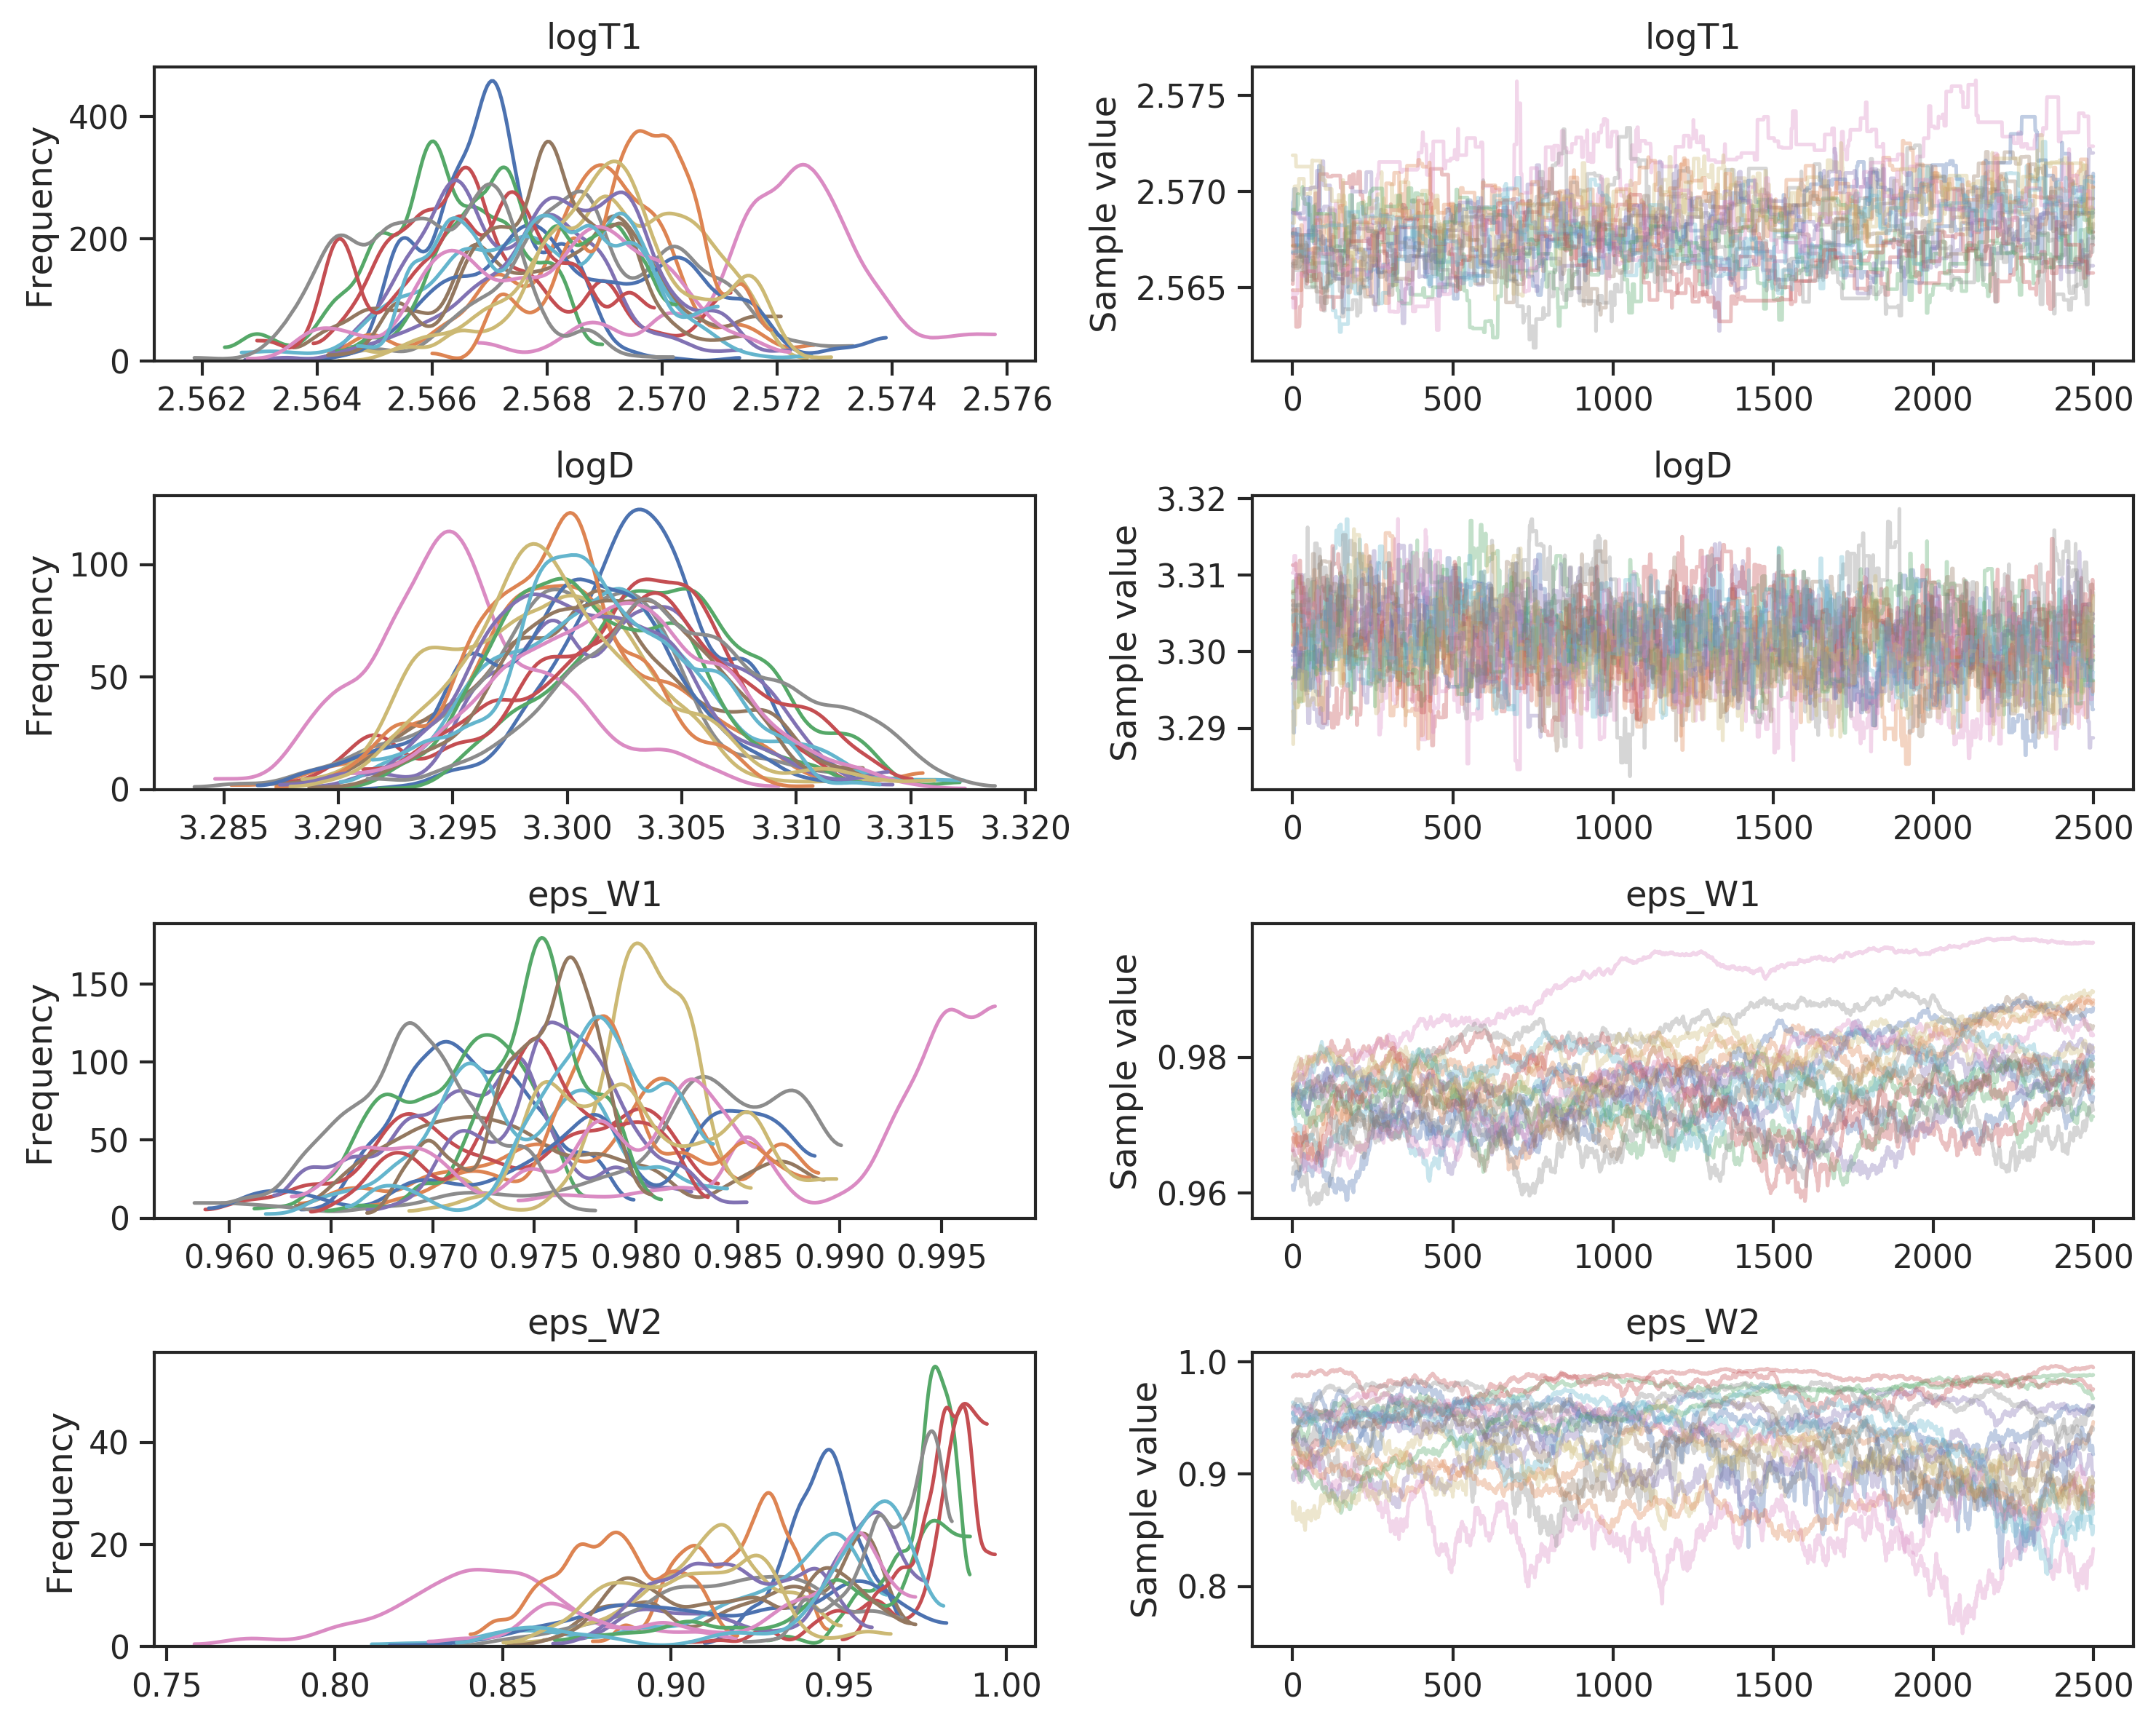 logT1
Frequency
400
200
0
2.562 2.564 2.566 2.568 2.570 2.572 2.574 2.576
logT1
Sample value
2.575
2.570
2.565
0 500 1000 1500 2000 2500
logD
Frequency
100
50
0
3.285 3.290 3.295 3.300 3.305 3.310 3.315 3.320
logD
Sample value
3.32
3.31
3.30
3.29
0 500 1000 1500 2000 2500
eps_W1
Frequency
150
100
50
0
0.960 0.965 0.970 0.975 0.980 0.985 0.990 0.995
eps_W1
Sample value
0.98
0.96
0 500 1000 1500 2000 2500
eps_W2
Frequency
40
20
0
0.75 0.80 0.85 0.90 0.95 1.00
eps_W2
Sample value
1.0
0.9
0.8
0 500 1000 1500 2000 2500